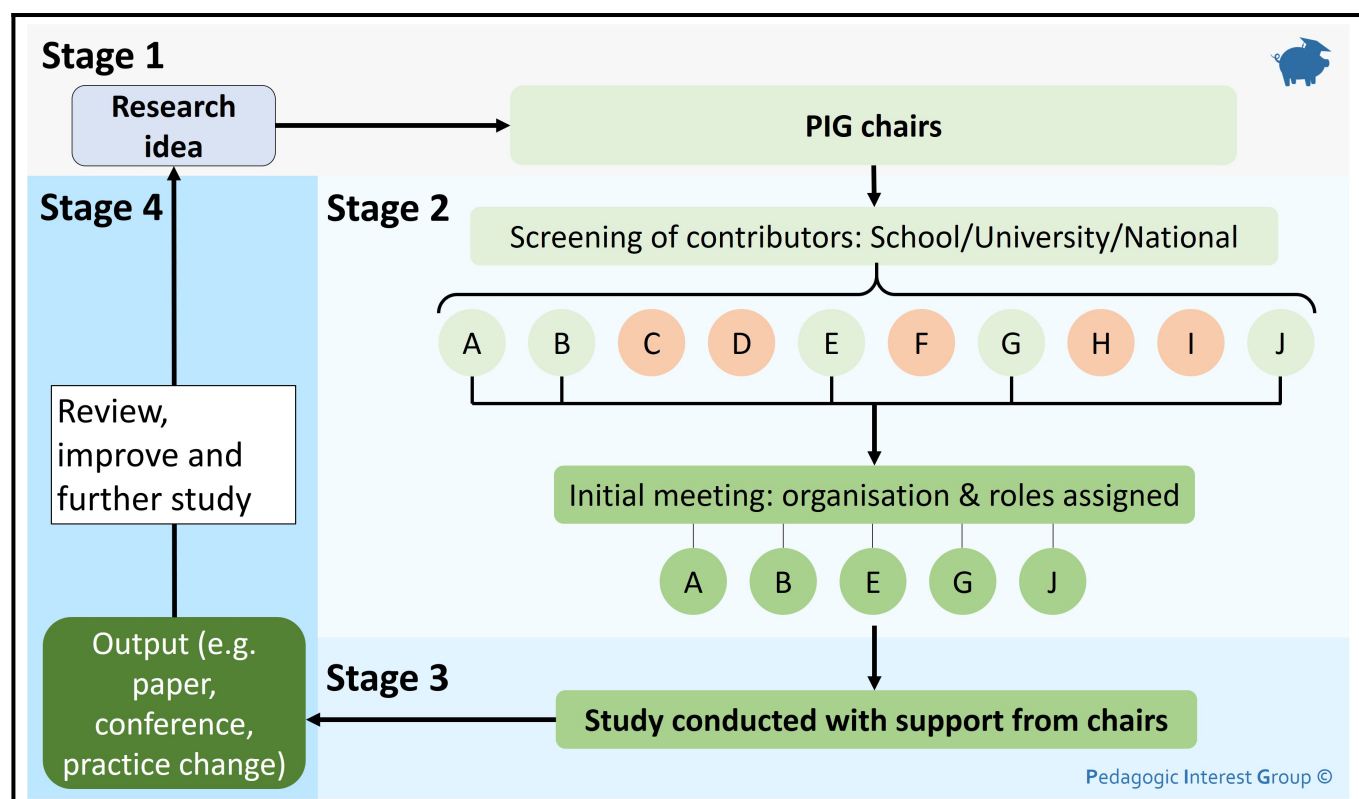 Stage 1
Research
idea
PIG chairs
Stage 2
Screening of contributors: School/University/National
A B C D E F G H I J
Initial meeting: organisation & roles assigned
A B E G J
Stage 3
Study conducted with support from chairs
Stage 4
Output (e.g.
paper,
conference,
practice change)
Review,
improve and
further study
Pedagogic Interest Group ©